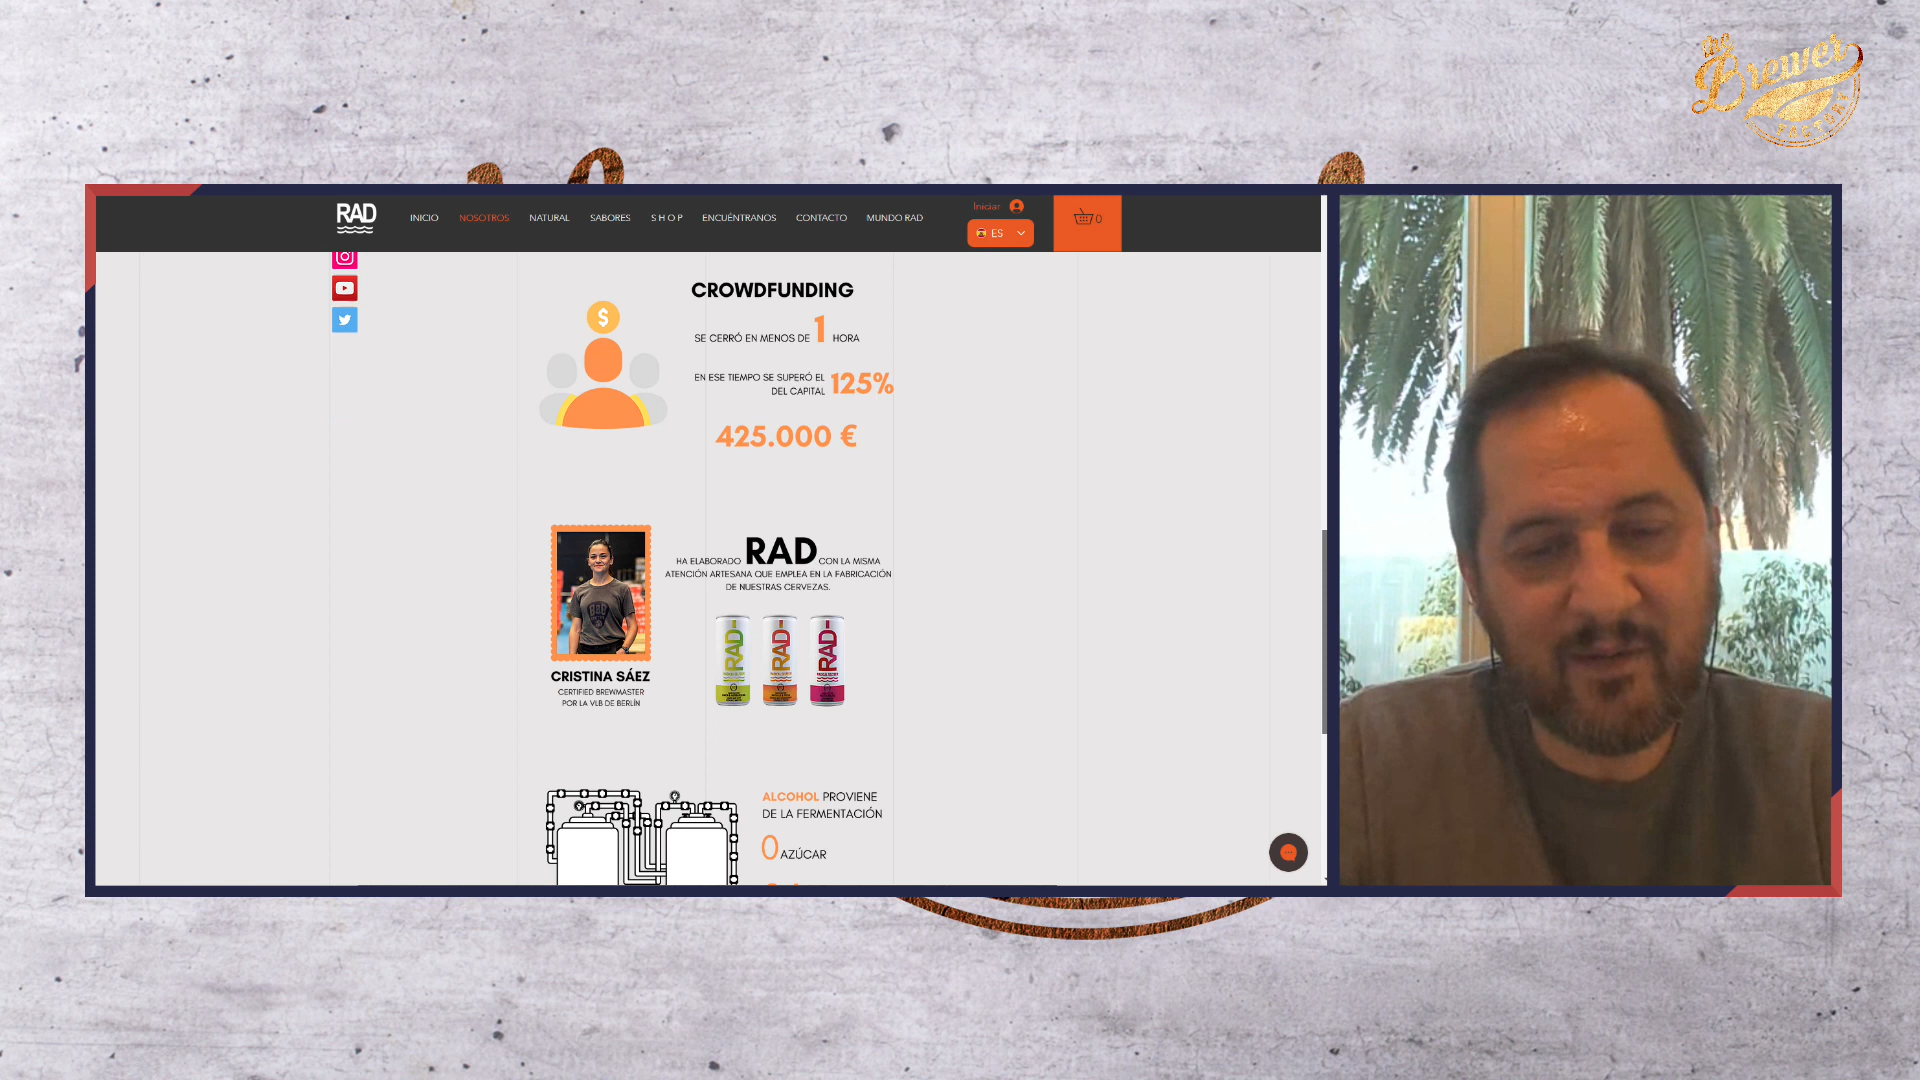 the
Brewer
FACTORY
RAD
INICIO NOSOTROS NATURAL SABORES S H O P ENCUÉNTRANOS CONTACTO MUNDO RAD
Iniciar
ES
0
CROWDFUNDING
SE CERRÓ EN MENOS DE 1 HORA
EN ESE TIEMPO SE SUPERÓ EL 125%
DEL CAPITAL
425.000 €
HA ELABORADO RAD CON LA MISMA
ATENCIÓN ARTESANA QUE EMPLEA EN LA FABRICACIÓN
DE NUESTRAS CERVEZAS.
RAD RAD RAD
CRISTINA SÁEZ
CERTIFIED BREWMASTER
POR LA VLB DE BERLÍN
ALCOHOL PROVIENE
DE LA FERMENTACIÓN
0 AZÚCAR